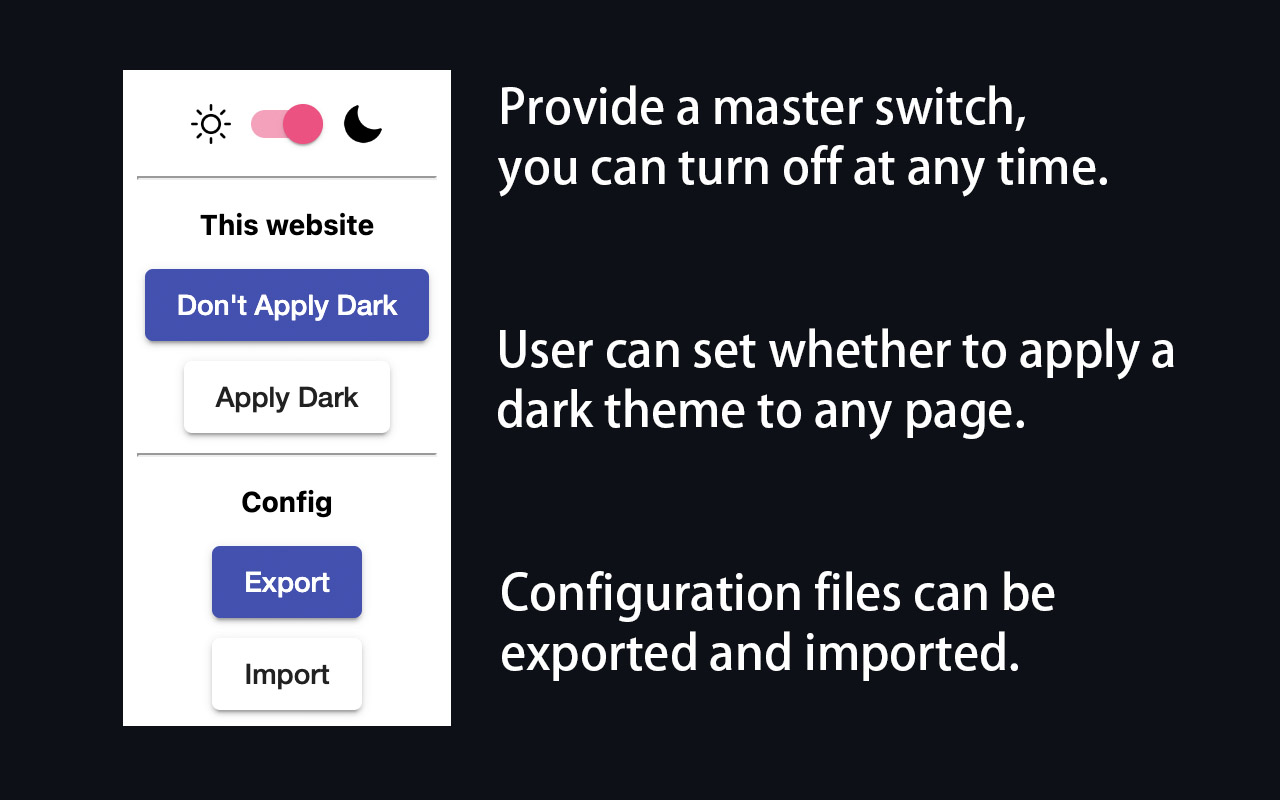 Provide a master switch,
you can turn off at any time.
This website
Don't Apply Dark
Apply Dark
User can set whether to apply a
dark theme to any page.
Config
Export
Import
Configuration files can be
exported and imported.